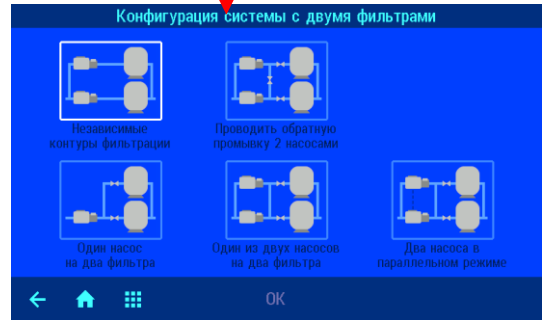 Конфигурация системы с двумя фильтрами
Независимые
контуры фильтрации
Проводить обратную
промывку 2 насосами
Один насос
на два фильтра
Один из двух насосов
на два фильтра
Два насоса в
параллельном режиме
OK